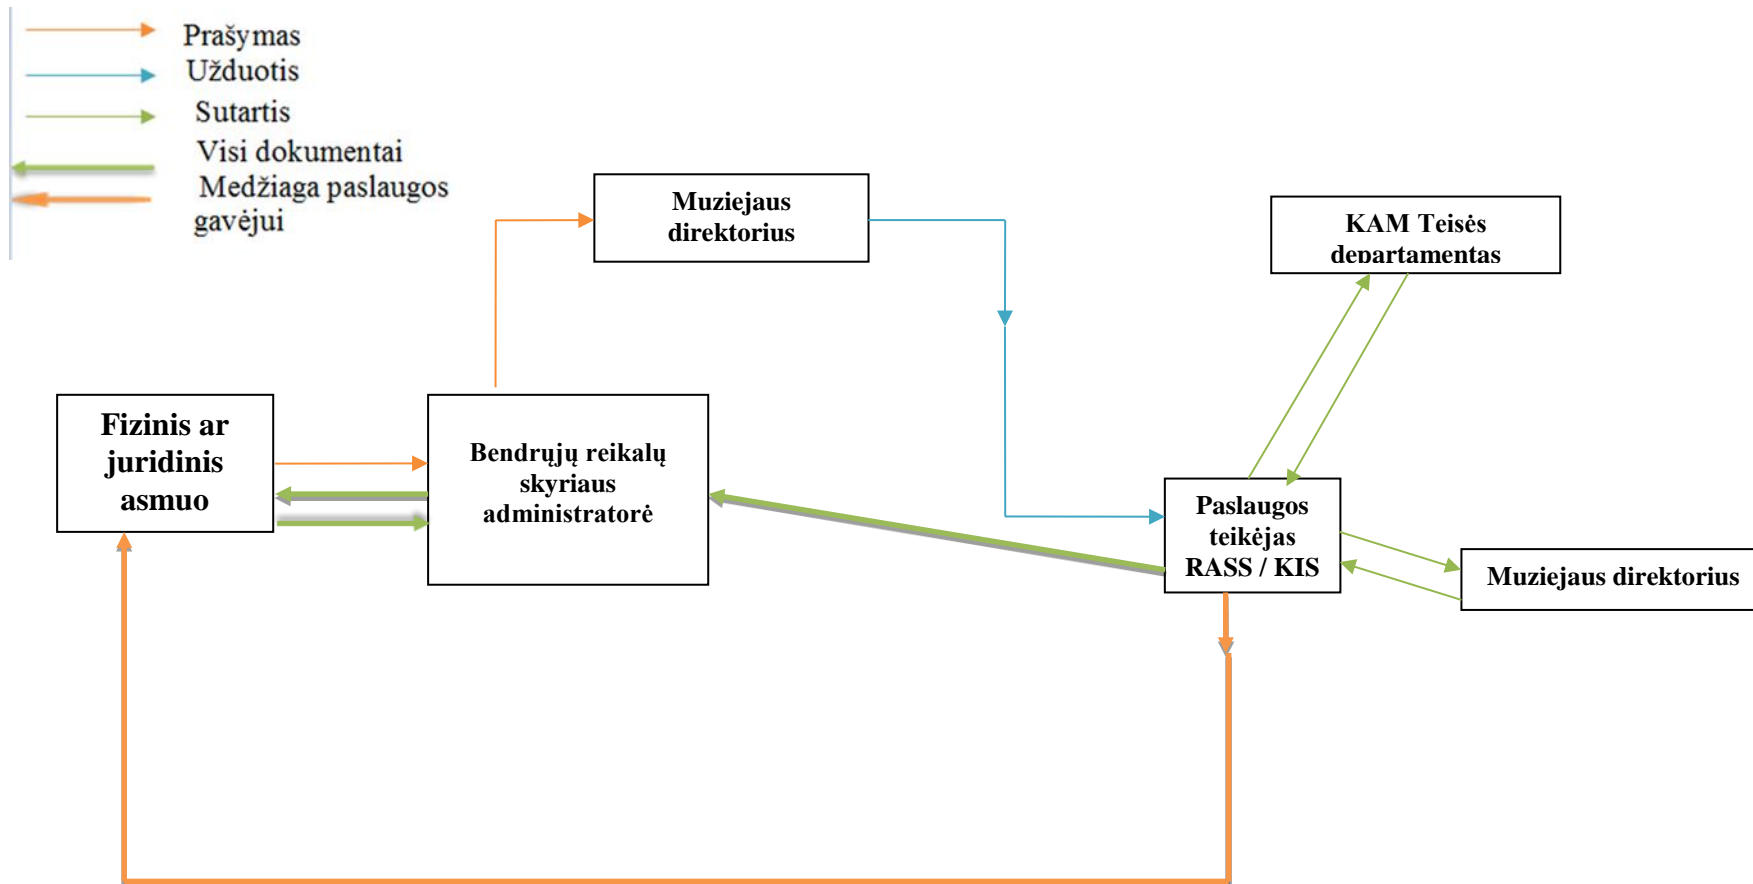 Prašymas
Užduotis
Sutartis
Visi dokumentai
Medžiaga paslaugos
gavėjui
Muziejaus
direktorius
KAM Teisės
departamentas
Fizinis ar
juridinis
asmuo
Bendrųjų reikalų
skyriaus
administratorė
Paslaugos
teikėjas
RASS / KIS
Muziejaus direktorius